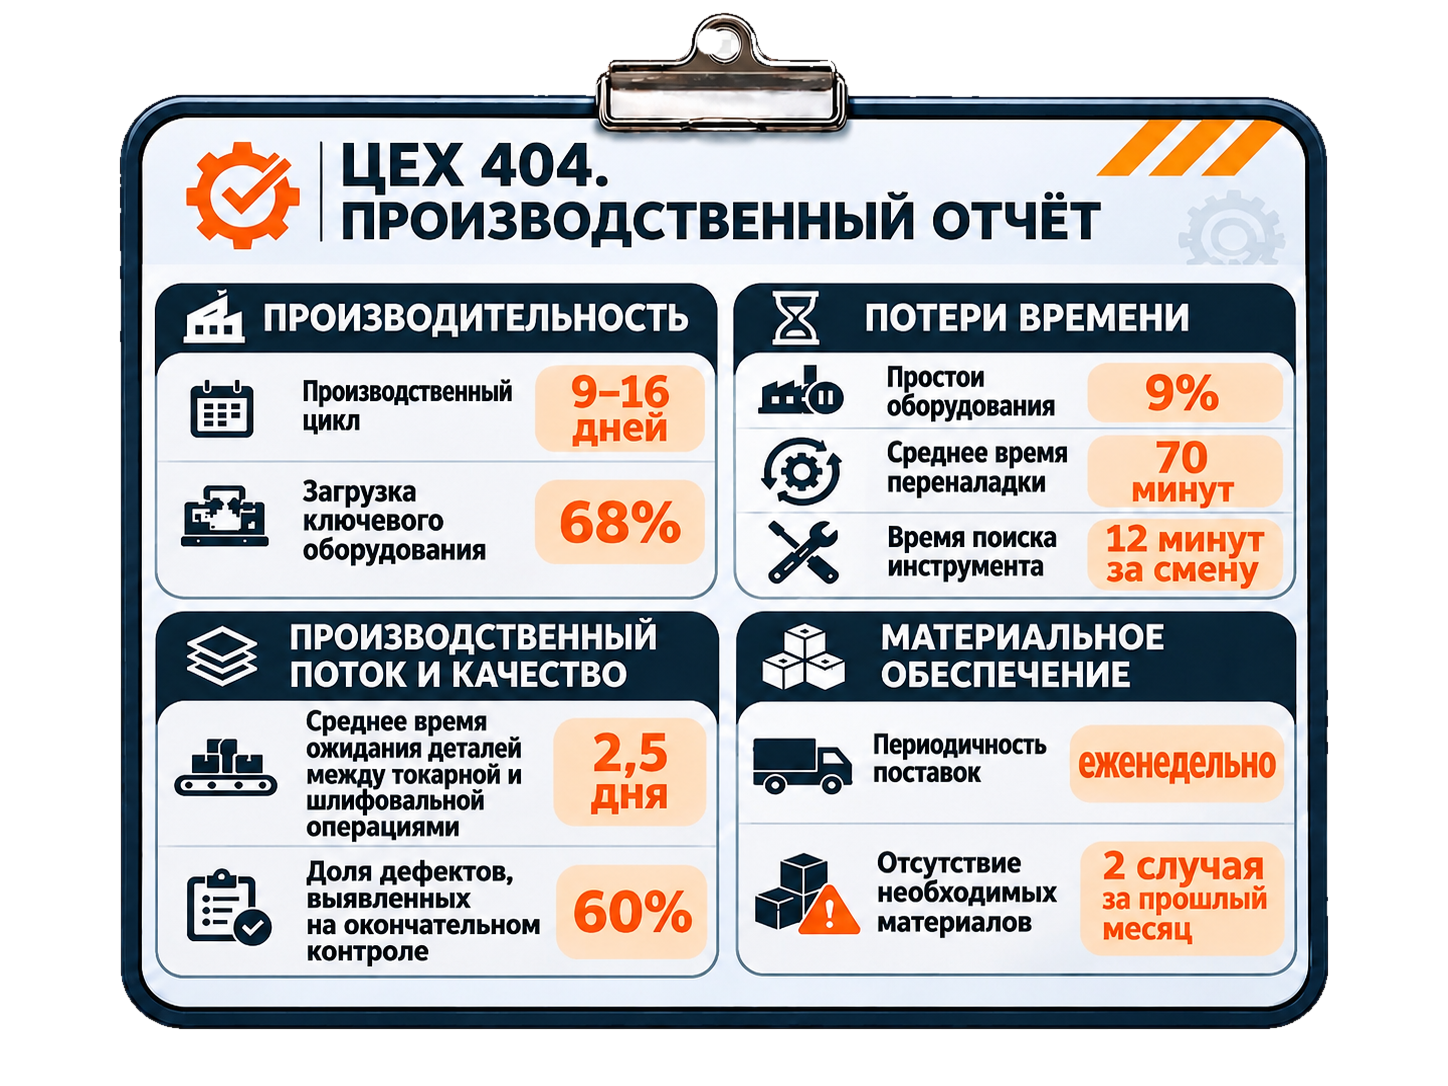 ЦЕХ 404.
ПРОИЗВОДСТВЕННЫЙ ОТЧЁТ
ПРОИЗВОДИТЕЛЬНОСТЬ
Производственный
цикл
9–16
дней
Загрузка
ключевого
оборудования
68%
ПОТЕРИ ВРЕМЕНИ
Простои
оборудования
9%
Среднее время
переналадки
70
минут
Время поиска
инструмента
12 минут
за смену
ПРОИЗВОДСТВЕННЫЙ
ПОТОК И КАЧЕСТВО
Среднее время
ожидания деталей
между токарной и
шлифовальной
операциями
2,5
дня
Доля дефектов,
выявленных
на окончательном
контроле
60%
МАТЕРИАЛЬНОЕ
ОБЕСПЕЧЕНИЕ
Периодичность
поставок
еженедельно
Отсутствие
необходимых
материалов
2 случая
за прошлый
месяц